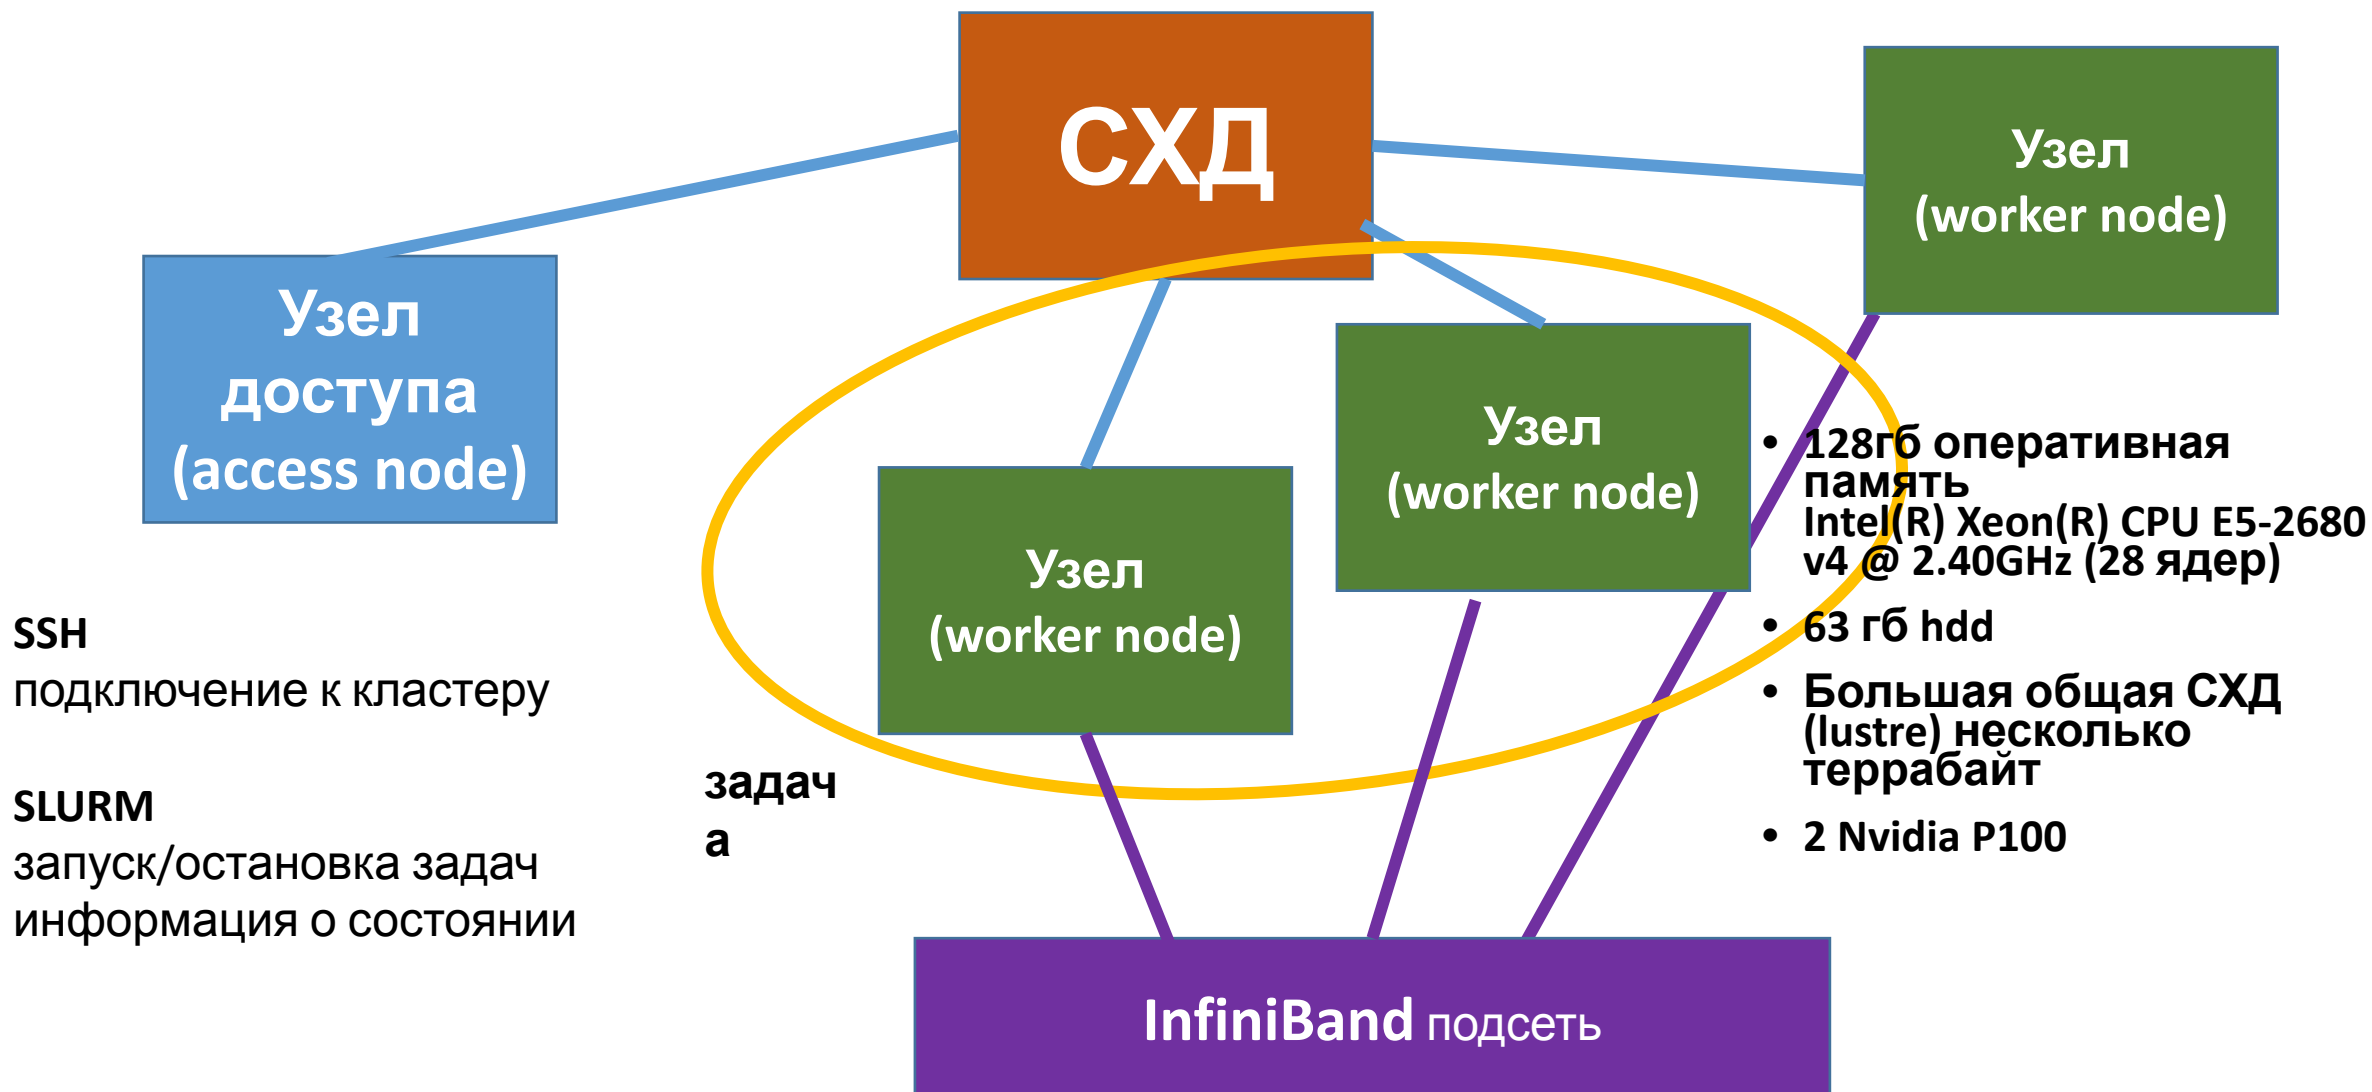 СХД
Узел
(worker node)
Узел
доступа
(access node)
Узел
(worker node)
Узел
(worker node)
• 128гб оперативная
память
Intel(R) Xeon(R) CPU E5-2680
v4 @ 2.40GHz (28 ядер)
• 63 гб hdd
• Большая общая СХД
(lustre) несколько
террабайт
• 2 Nvidia P100
SSH
подключение к кластеру
SLURM
запуск/остановка задач
информация о состоянии
задач
а
InfiniBand подсеть